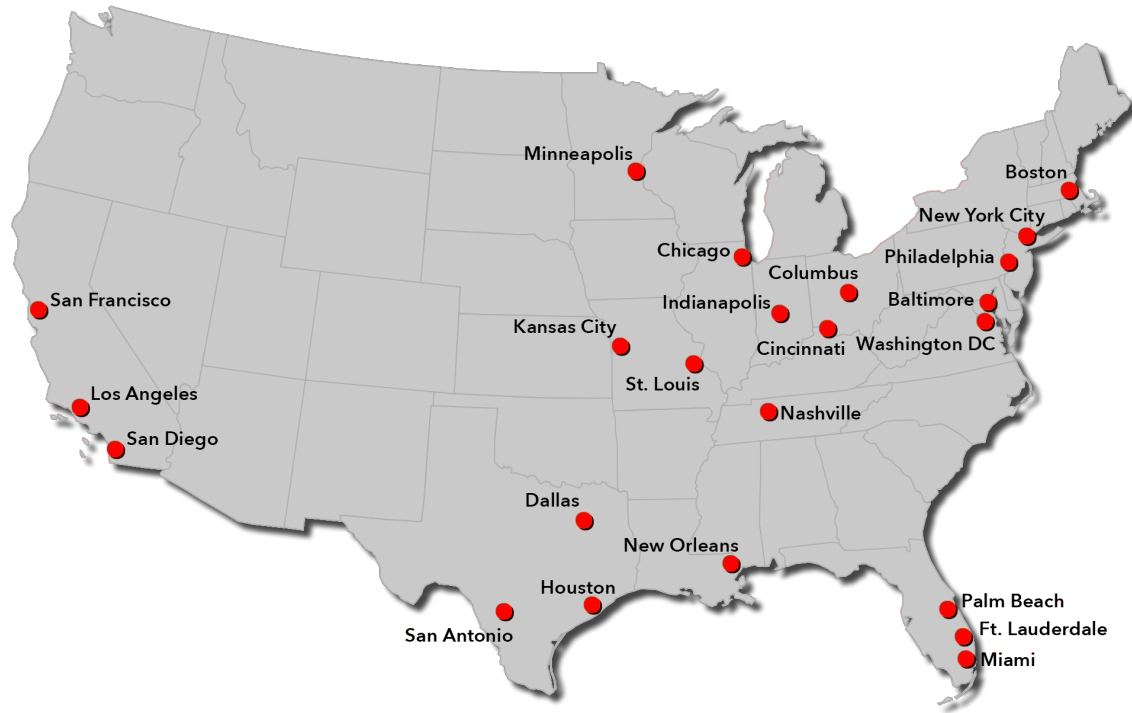 Minneapolis
Boston
New York City
Chicago
Philadelphia
Columbus
San Francisco
Indianapolis
Baltimore
Kansas City
Cincinnati
Washington DC
St. Louis
Los Angeles
Nashville
San Diego
Dallas
New Orleans
Houston
Palm Beach
Ft. Lauderdale
San Antonio
Miami